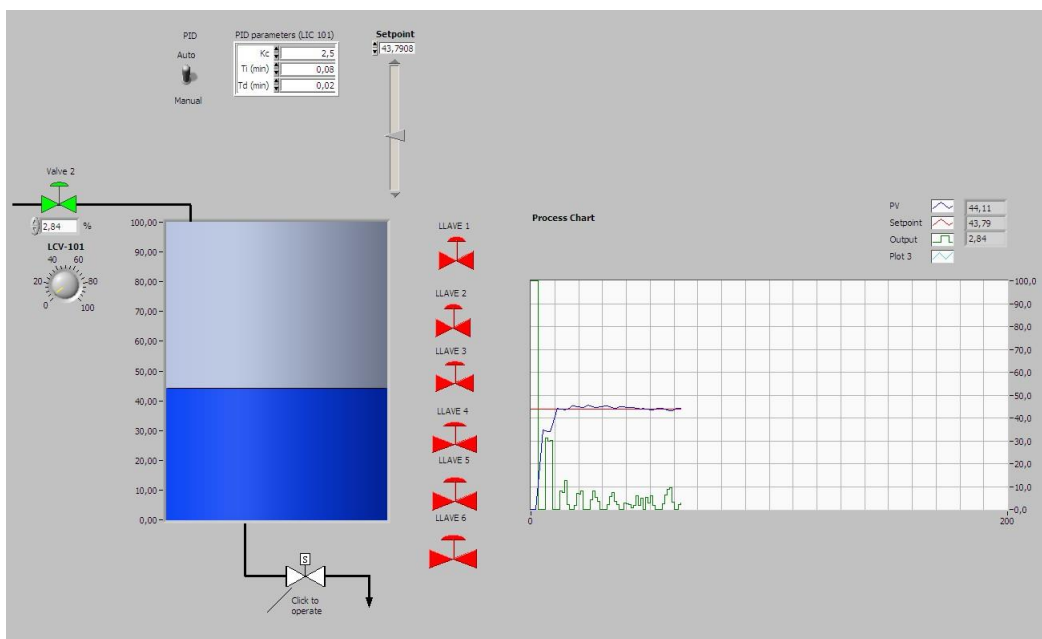 PID
Auto
Manual
PID parameters (LIC 101)
Kc 2,5
Ti (min) 0,08
Td (min) 0,02
Setpoint
43,7908
Valve 2
2,84 %
LCV-101
40 60
20 80
0 100
100,00
90,00
80,00
70,00
60,00
50,00
40,00
30,00
20,00
10,00
0,00
S
Click to
operate
LLAVE 1
LLAVE 2
LLAVE 3
LLAVE 4
LLAVE 5
LLAVE 6
Process Chart
PV 44,11
Setpoint 43,79
Output 2,84
Plot 3
100,0
90,0
80,0
70,0
60,0
50,0
40,0
30,0
20,0
10,0
0,0
0 200